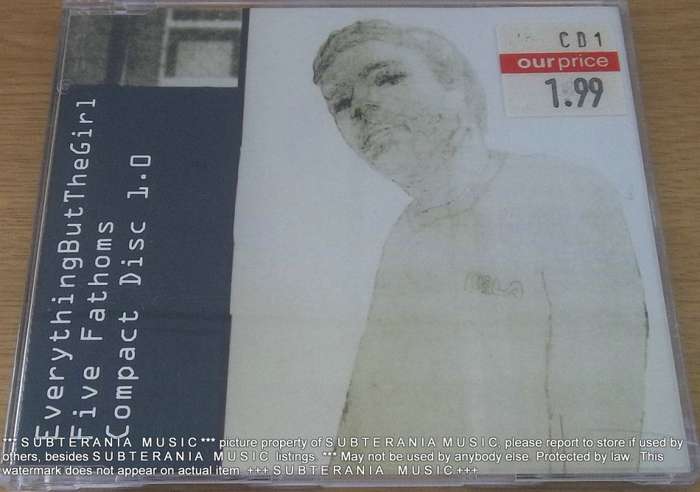 EverythingButTheGirl
Five Fathoms
Compact Disc 1.0
CD1
ourprice
1.99
*** SUBTERANIA MUSIC *** picture property of SUBTERANIA MUSIC, please report to store if used by
others, besides SUBTERANIA MUSIC listings. *** May not be used by anybody else. Protected by law. This
watermark does not appear on actual item. +++ SUBTERANIA MUSIC +++